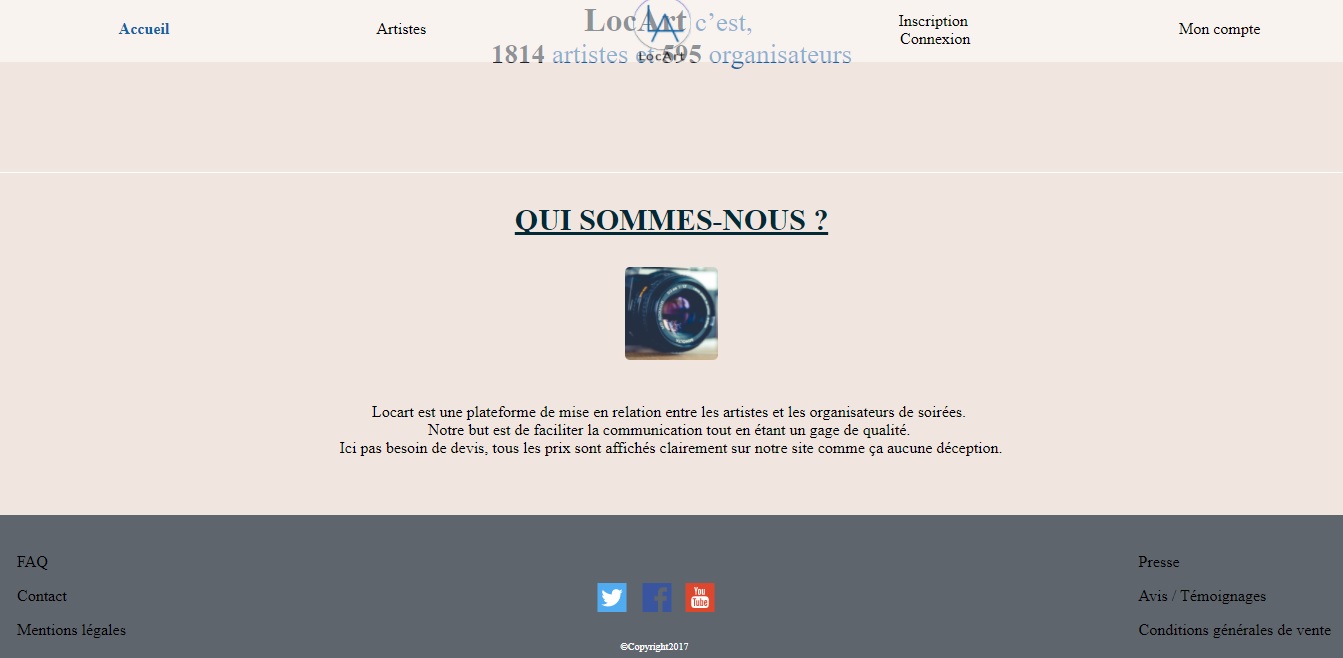 Accueil
Artistes
LocArt c’est,
1814 artistes et 595 organisateurs
LOCART
Inscription
Connexion
Mon compte
QUI SOMMES-NOUS ?
Locart est une plateforme de mise en relation entre les artistes et les organisateurs de soirées.
Notre but est de faciliter la communication tout en étant un gage de qualité.
Ici pas besoin de devis, tous les prix sont affichés clairement sur notre site comme ça aucune déception.
FAQ
Contact
Mentions légales
You
Tube
©Copyright2017
Presse
Avis / Témoignages
Conditions générales de vente